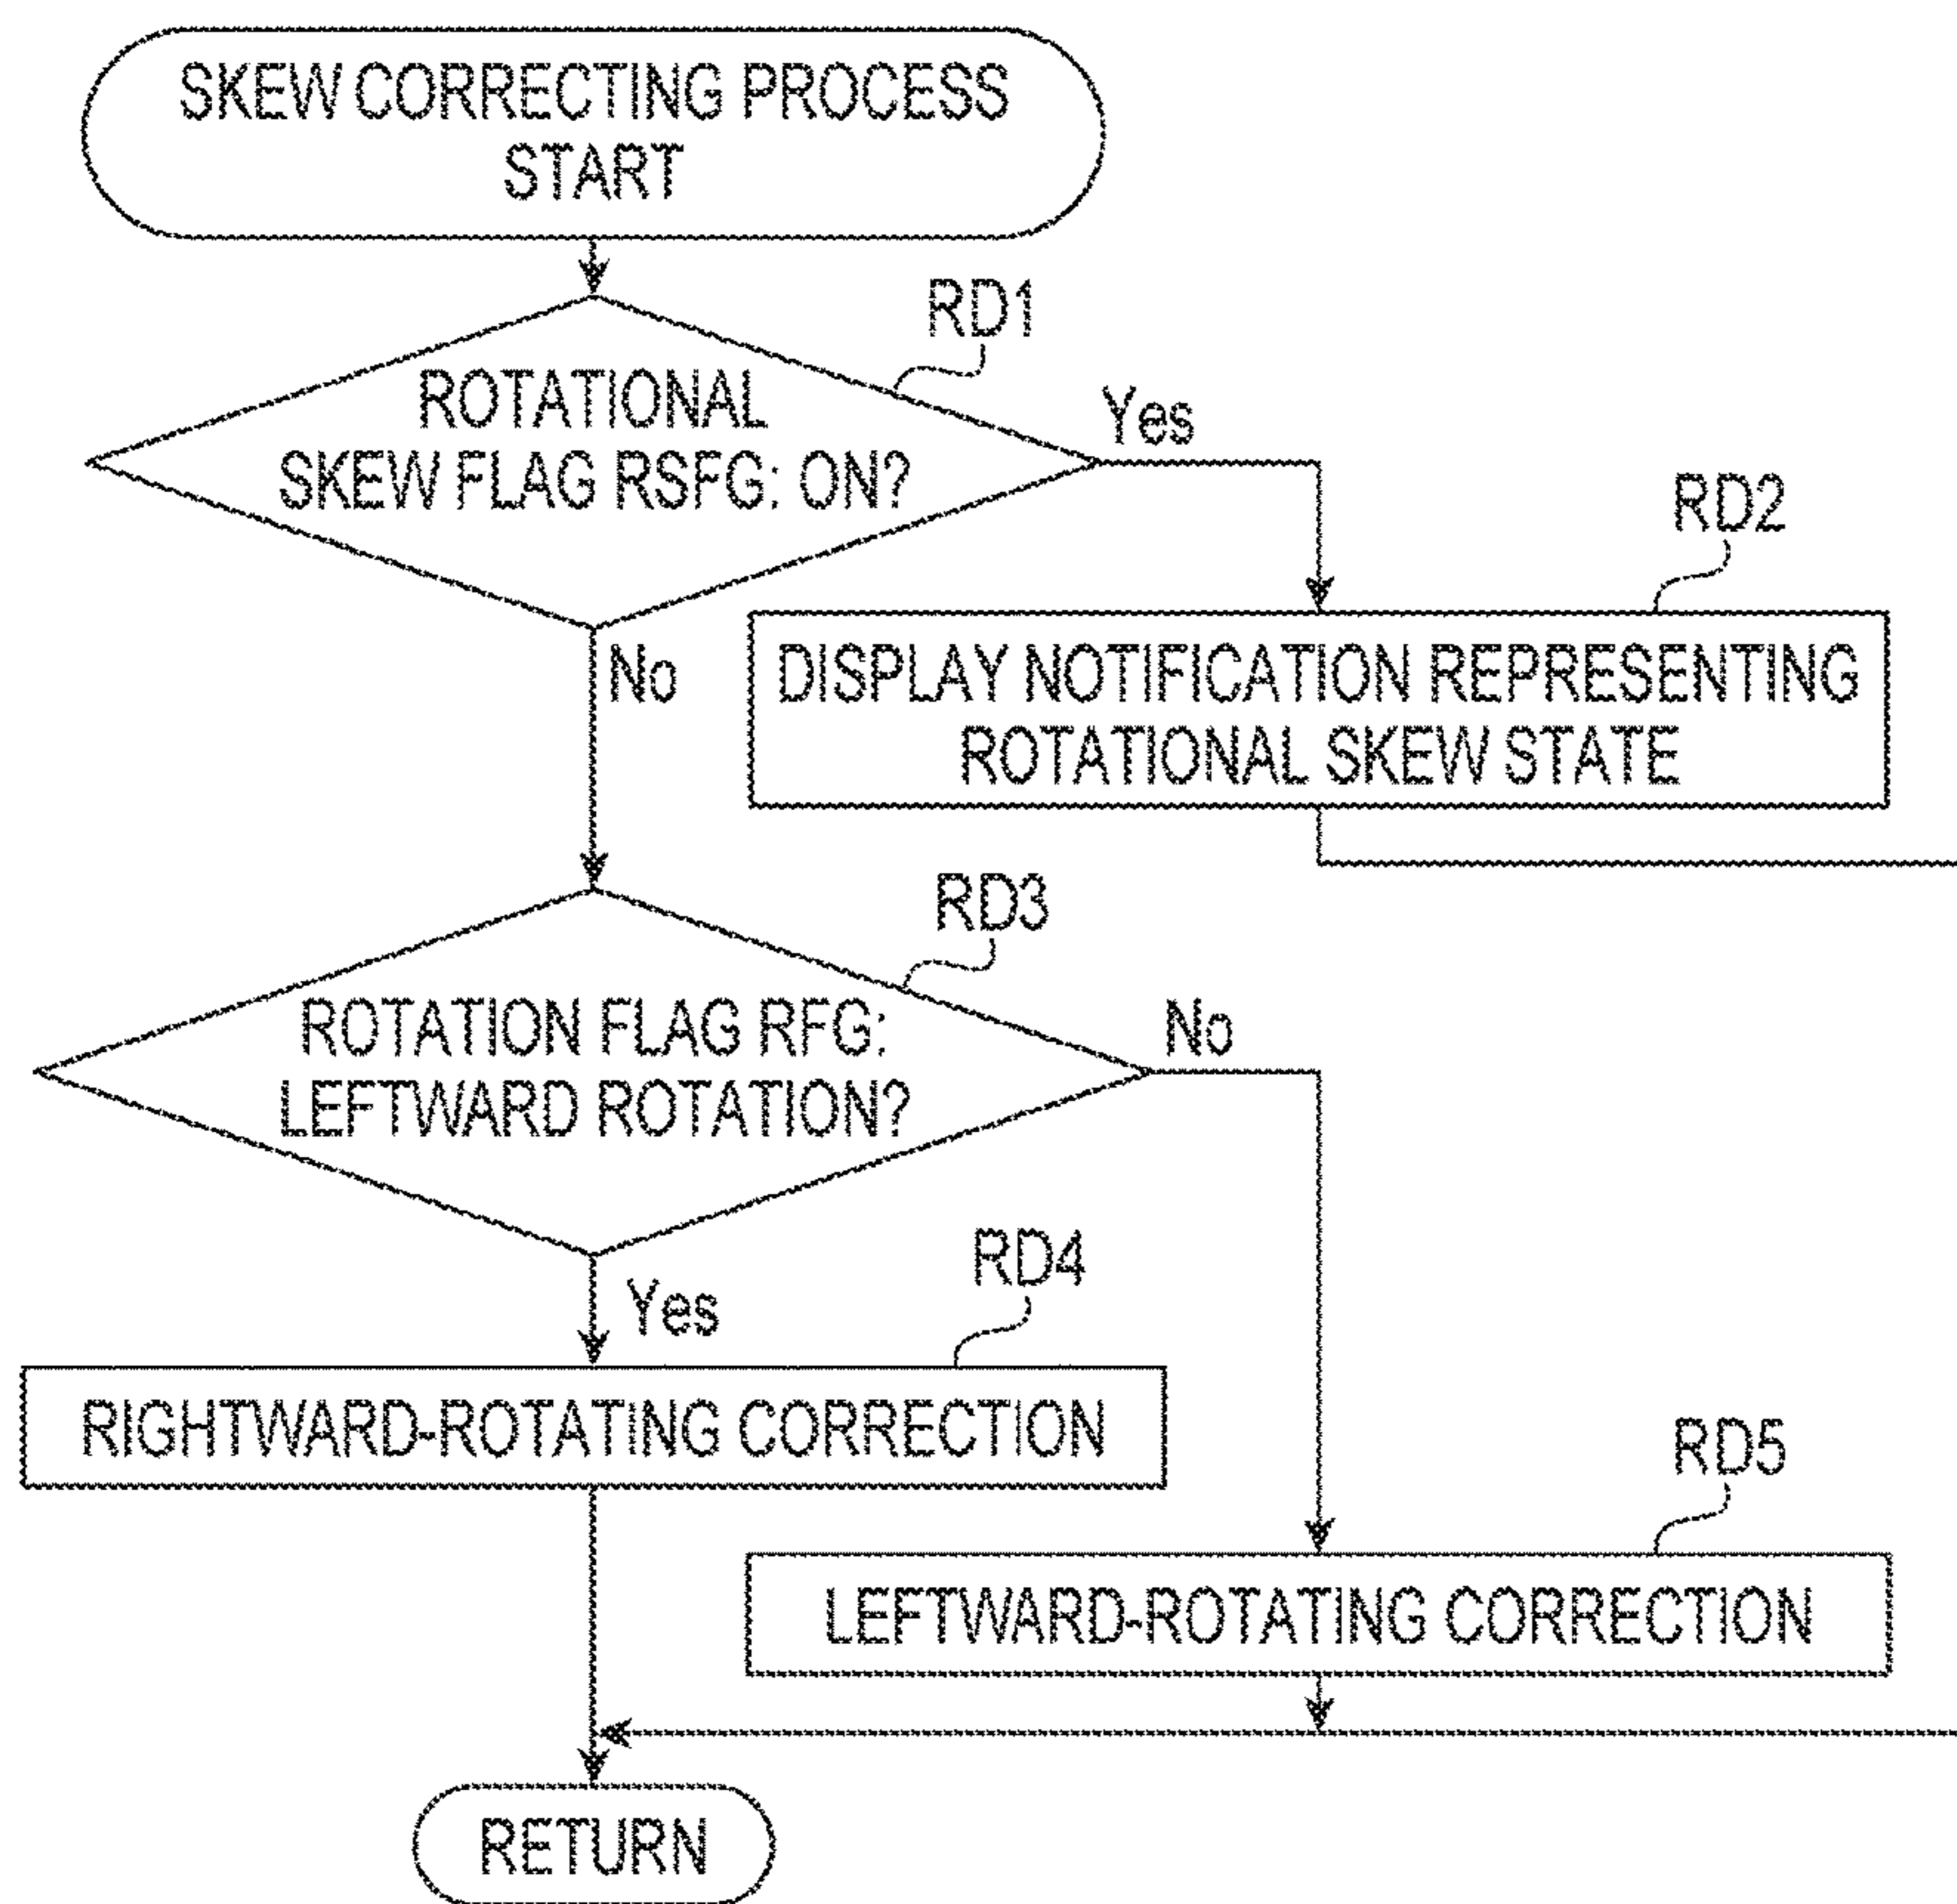 SKEW CORRECTING PROCESS
START
RD1
ROTATIONAL
SKEW FLAG RSFG: ON?
Yes
RD2
No
DISPLAY NOTIFICATION REPRESENTING
ROTATIONAL SKEW STATE
RD3
ROTATION FLAG RFG:
LEFTWARD ROTATION?
No
RD4
Yes
RIGHTWARD-ROTATING CORRECTION
RD5
LEFTWARD-ROTATING CORRECTION
RETURN